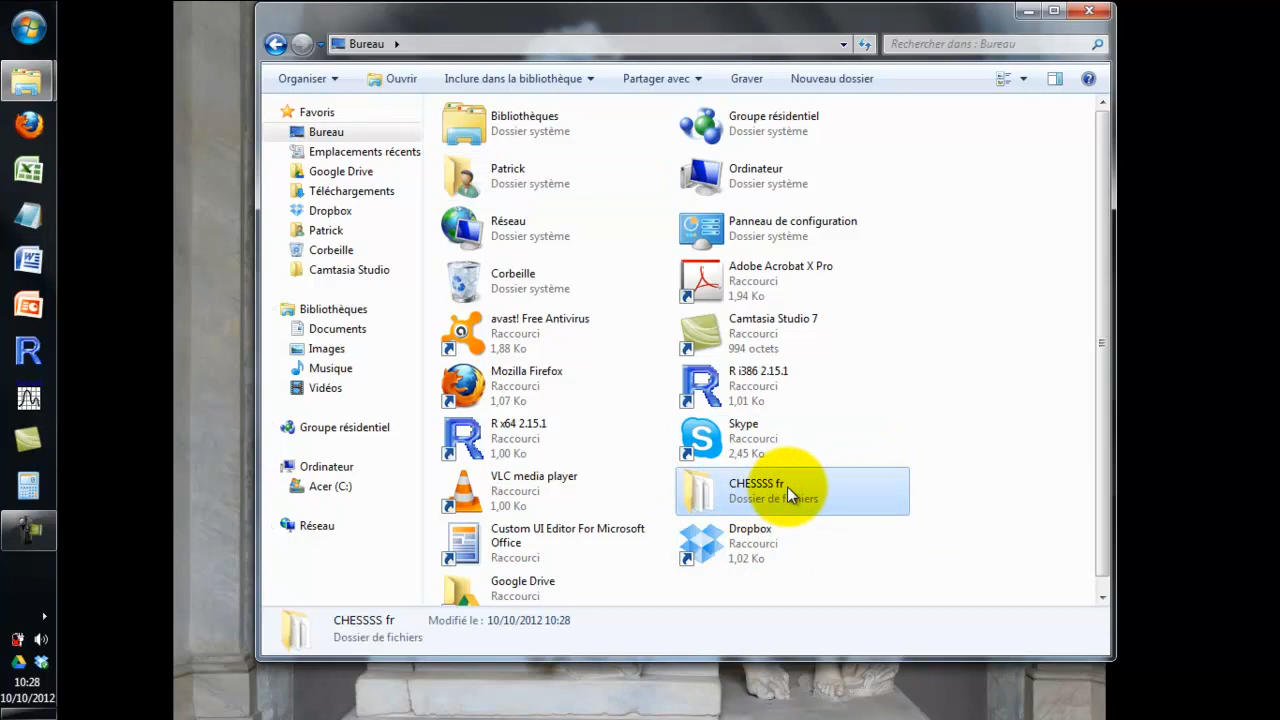 Bureau
Rechercher dans : Bureau
Organiser
Ouvrir
Inclure dans la bibliothèque
Partager avec
Graver
Nouveau dossier
Favoris
Bureau
Emplacements récents
Google Drive
Téléchargements
Dropbox
Patrick
Corbeille
Camtasia Studio
Bibliothèques
Documents
Images
Musique
Vidéos
Groupe résidentiel
Ordinateur
Acer (C:)
Réseau
Bibliothèques
Dossier système
Groupe résidentiel
Dossier système
Patrick
Dossier système
Ordinateur
Dossier système
Réseau
Dossier système
Panneau de configuration
Dossier système
Corbeille
Dossier système
Adobe Acrobat X Pro
Raccourci
1,94 Ko
avast! Free Antivirus
Raccourci
1,88 Ko
Camtasia Studio 7
Raccourci
994 octets
Mozilla Firefox
Raccourci
1,07 Ko
R i386 2.15.1
Raccourci
1,01 Ko
R x64 2.15.1
Raccourci
1,00 Ko
Skype
Raccourci
2,45 Ko
VLC media player
Raccourci
1,00 Ko
CHESSSS fr
Dossier de fichiers
Custom UI Editor For Microsoft
Office
Raccourci
Dropbox
Raccourci
1,02 Ko
Google Drive
Raccourci
CHESSSS fr
Modifié le : 10/10/2012 10:28
Dossier de fichiers
10:28
10/10/2012